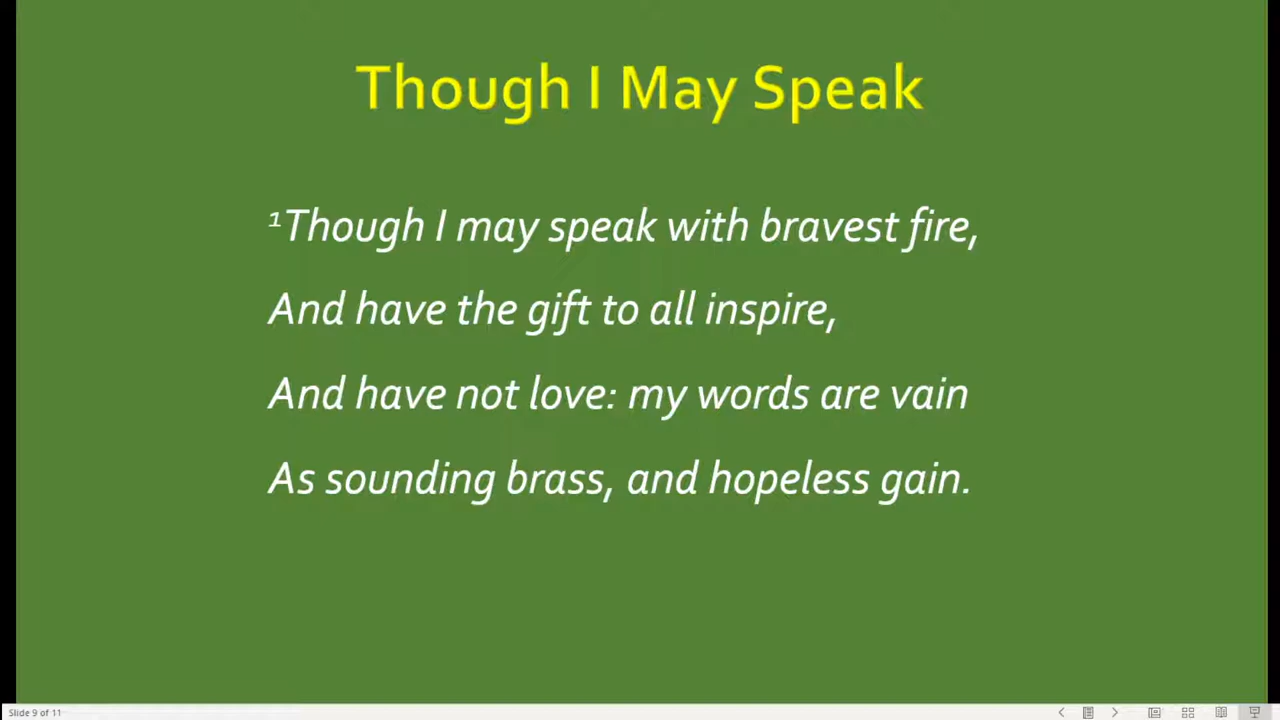 Though I May Speak
¹Though I may speak with bravest fire,
And have the gift to all inspire,
And have not love: my words are vain
As sounding brass, and hopeless gain.
Slide 9 of 11